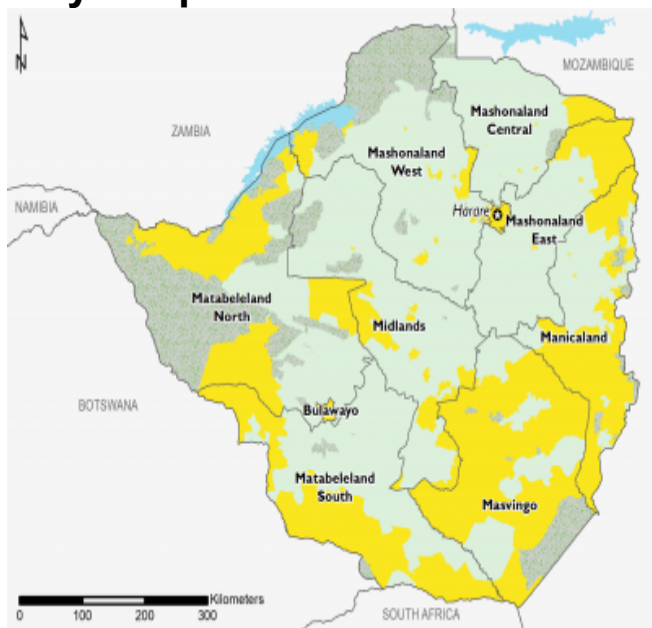 N
MOZAMBIQUE
Mashonaland
Central
ZAMBIA
Mashonaland
West
NAMIBIA
Harare
Mashonaland
East
Matabeleland
North
Midlands
Manicaland
BOTSWANA
Bulawayo
Matabeleland
South
Masvingo
Kilometers
0 100 200 300
SOUTH AFRICA